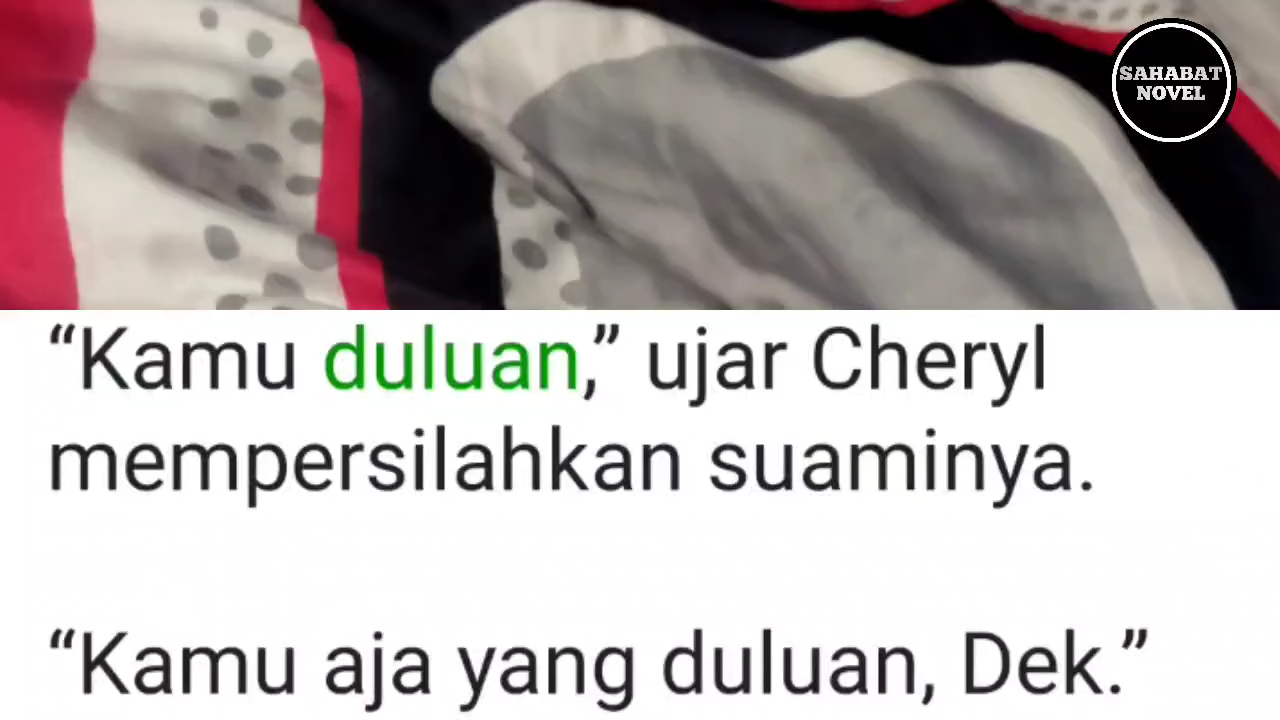 SAHABAT
NOVEL
“Kamu duluan,” ujar Cheryl
mempersilahkan suaminya.
“Kamu aja yang duluan, Dek.”